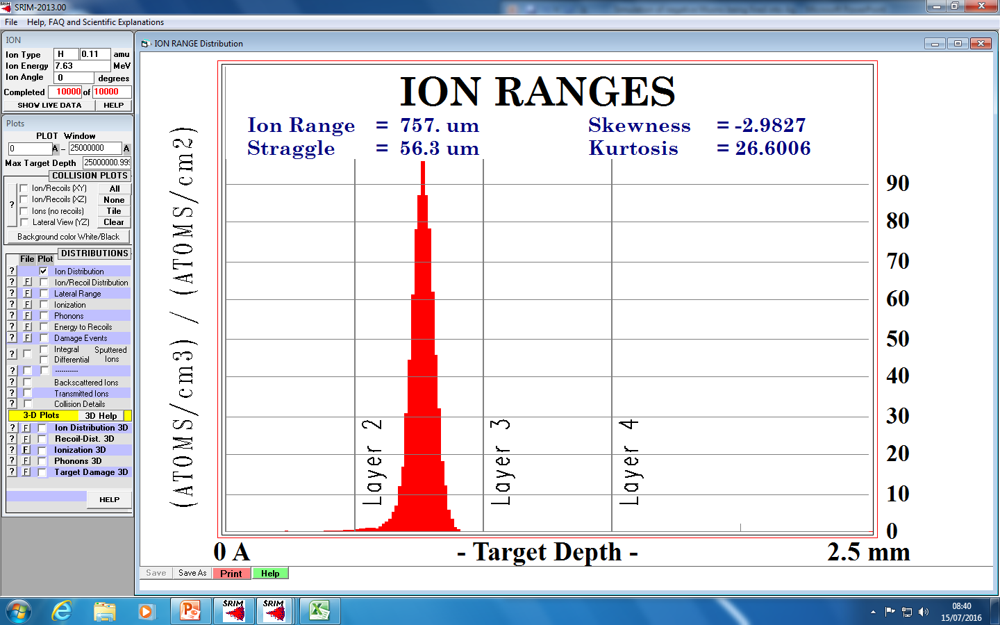 SRIM-2013.00
File Help, FAQ and Scientific Explanations
ION
Ion Type H 0.11 amu
Ion Energy 7.63 MeV
Ion Angle 0 degrees
Completed 10000 of 10000
SHOW LIVE DATA HELP
Plots
PLOT Window
0 A - 25000000 A
Max Target Depth 25000000.999
COLLISION PLOTS
Ion/Recoils (XY) All
Ion/Recoils (XZ) None
? Ions (no recoils) Tile
Lateral View (YZ) Clear
Background color White/Black
DISTRIBUTIONS
File Plot
? Ion Distribution
? F Ion/Recoil Distribution
? F Lateral Range
? F Ionization
? F Phonons
? F Energy to Recoils
? F Damage Events
? Integral Sputtered
Differential Ions
? -----------
? Backscattered Ions
? Transmitted Ions
? Collision Details
3-D Plots 3D Help
? F Ion Distribution 3D
? F Recoil-Dist. 3D
? F Ionization 3D
? F Phonons 3D
? F Target Damage 3D
HELP
ION RANGE Distribution
ION RANGES
Ion Range = 757. um Skewness = -2.9827
Straggle = 56.3 um Kurtosis = 26.6006
(ATOMS/cm3) / (ATOMS/cm2)
90
80
70
60
50
40
30
20
10
0
Layer 2
Layer 3
Layer 4
0 A - Target Depth - 2.5 mm
Save Save As Print Help
SRIM SRIM
08:40
15/07/2016